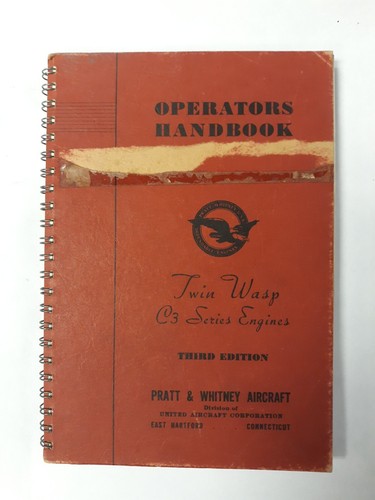 OPERATORS
HANDBOOK
Twin Wasp
C3 Series Engines
THIRD EDITION
PRATT & WHITNEY AIRCRAFT
Division of
UNITED AIRCRAFT CORPORATION
EAST HARTFORD CONNECTICUT